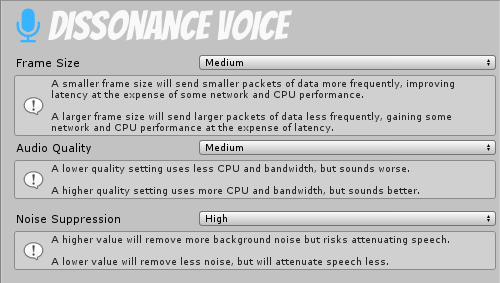 DISSONANCE VOICE
Frame Size Medium
A smaller frame size will send smaller packets of data more frequently, improving
latency at the expense of some network and CPU performance.
A larger frame size will send larger packets of data less frequently, gaining some
network and CPU performance at the expense of latency.
Audio Quality Medium
A lower quality setting uses less CPU and bandwidth, but sounds worse.
A higher quality setting uses more CPU and bandwidth, but sounds better.
Noise Suppression High
A higher value will remove more background noise but risks attenuating speech.
A lower value will remove less noise, but will attenuate speech less.